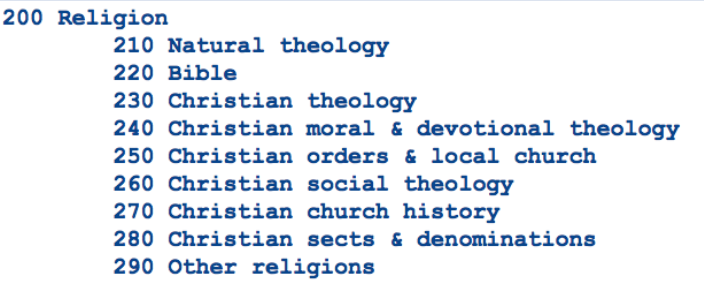 200 Religion
210 Natural theology
220 Bible
230 Christian theology
240 Christian moral & devotional theology
250 Christian orders & local church
260 Christian social theology
270 Christian church history
280 Christian sects & denominations
290 Other religions